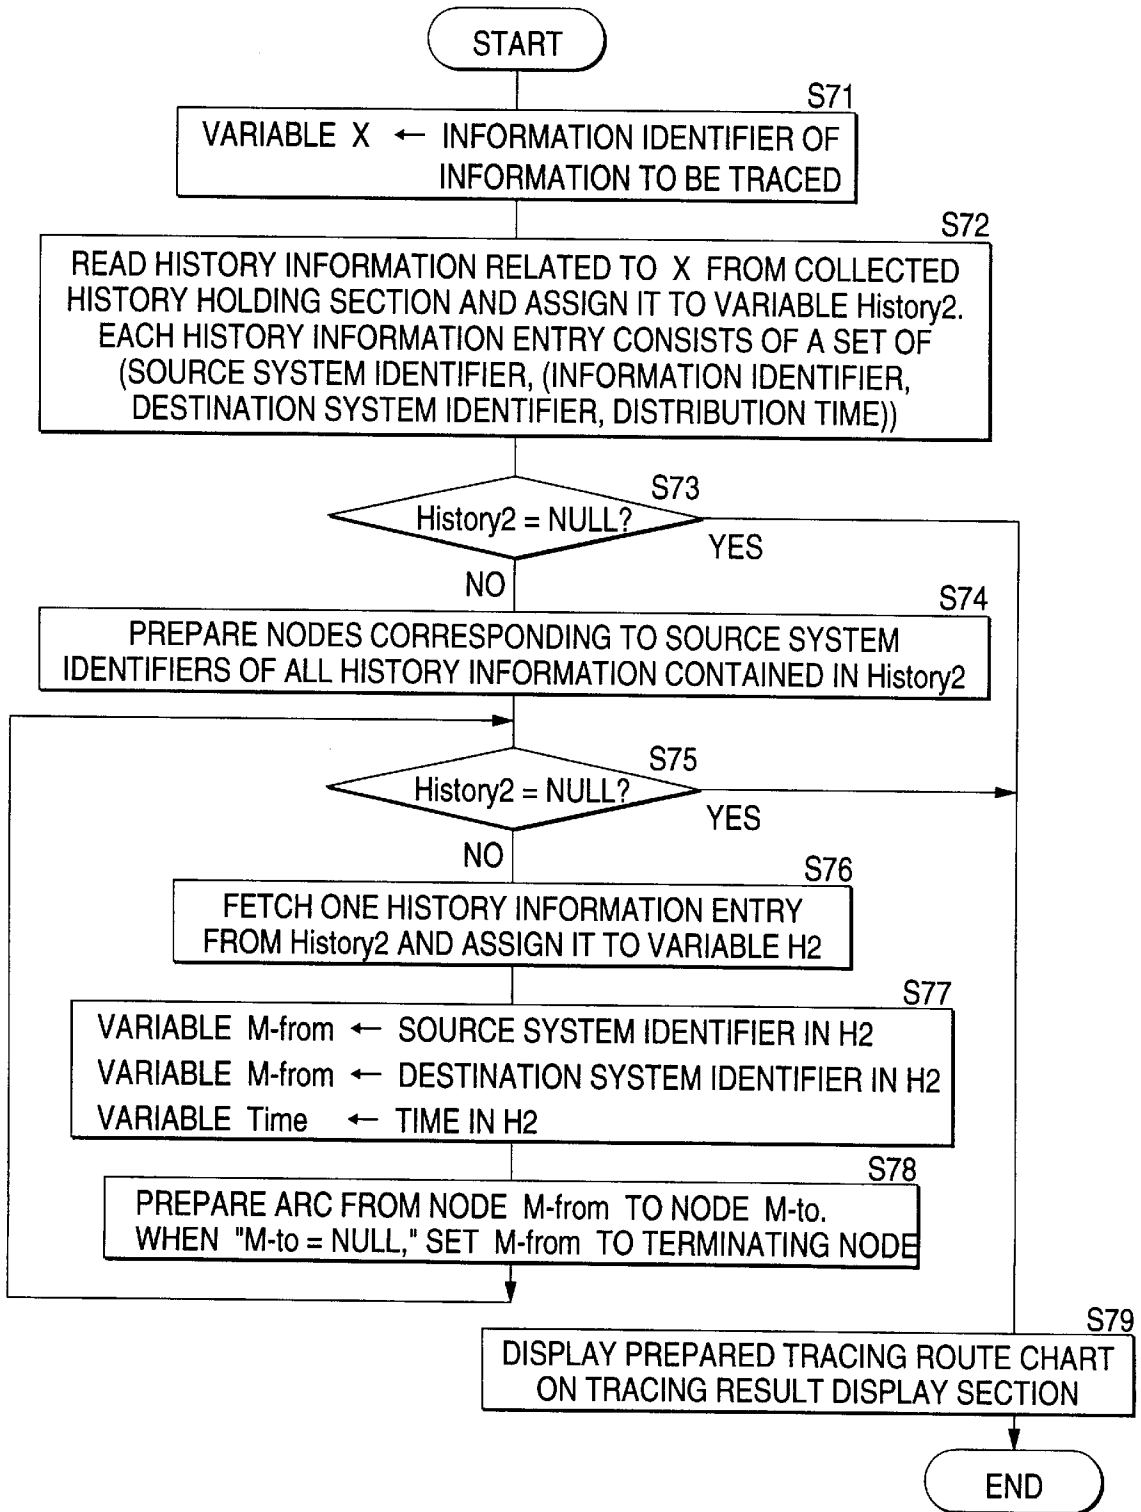 START
S71
VARIABLE X ← INFORMATION IDENTIFIER OF
INFORMATION TO BE TRACED
S72
READ HISTORY INFORMATION RELATED TO X FROM COLLECTED
HISTORY HOLDING SECTION AND ASSIGN IT TO VARIABLE History2.
EACH HISTORY INFORMATION ENTRY CONSISTS OF A SET OF
(SOURCE SYSTEM IDENTIFIER, (INFORMATION IDENTIFIER,
DESTINATION SYSTEM IDENTIFIER, DISTRIBUTION TIME))
S73
History2 = NULL?
YES
NO
S74
PREPARE NODES CORRESPONDING TO SOURCE SYSTEM
IDENTIFIERS OF ALL HISTORY INFORMATION CONTAINED IN History2
S75
History2 = NULL?
YES
NO
S76
FETCH ONE HISTORY INFORMATION ENTRY
FROM History2 AND ASSIGN IT TO VARIABLE H2
S77
VARIABLE M-from ← SOURCE SYSTEM IDENTIFIER IN H2
VARIABLE M-from ← DESTINATION SYSTEM IDENTIFIER IN H2
VARIABLE Time ← TIME IN H2
S78
PREPARE ARC FROM NODE M-from TO NODE M-to.
WHEN "M-to = NULL," SET M-from TO TERMINATING NODE
S79
DISPLAY PREPARED TRACING ROUTE CHART
ON TRACING RESULT DISPLAY SECTION
END